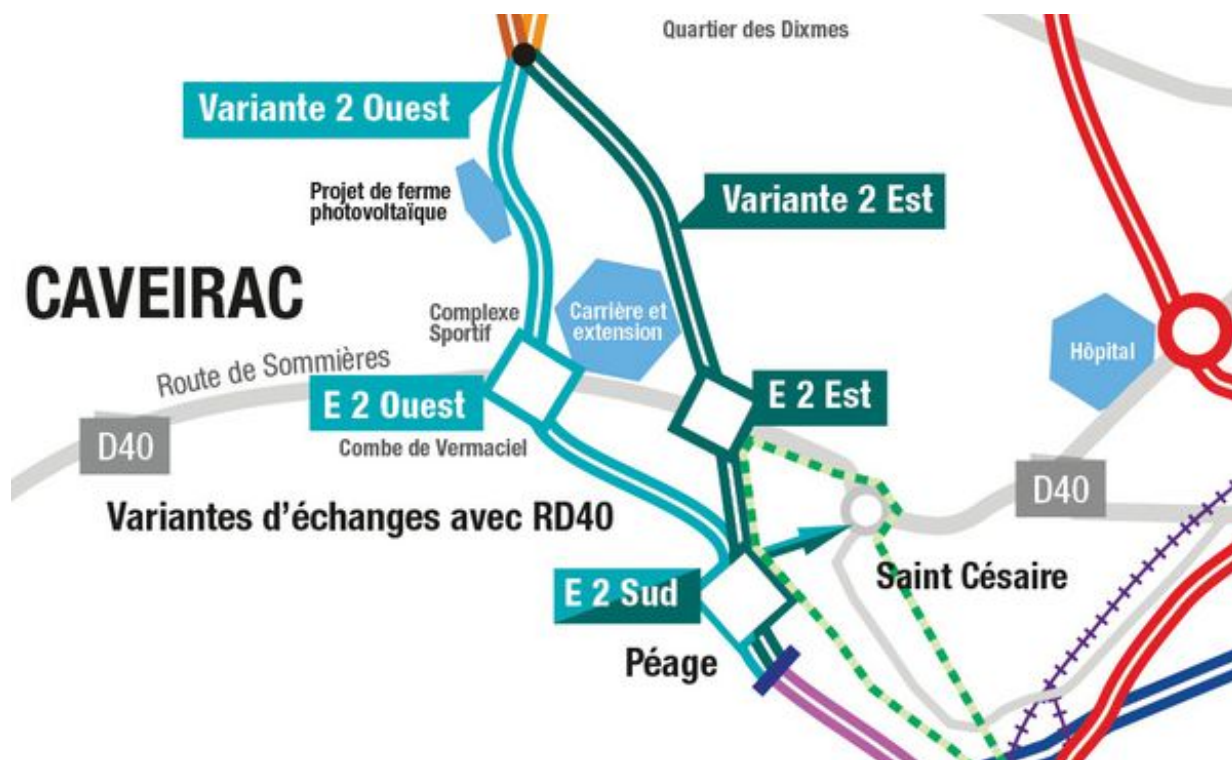 Quartier des Dixmes
Variante 2 Ouest
Projet de ferme
photovoltaïque
Variante 2 Est
CAVEIRAC
Complexe
Sportif
Carrière et
extension
Hôpital
Route de Sommières
E 2 Ouest
E 2 Est
D40
Combe de Vermaciel
D40
Variantes d'échanges avec RD40
Saint Césaire
E 2 Sud
Péage